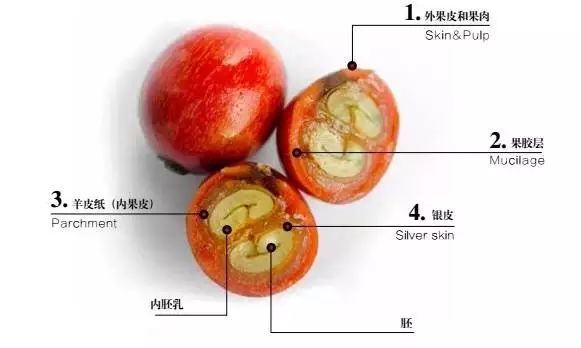 1. 外果皮和果肉
Skin&Pulp
2. 果胶层
Mucilage
3. 羊皮纸（内果皮）
Parchment
4. 银皮
Silver skin
内胚乳
胚